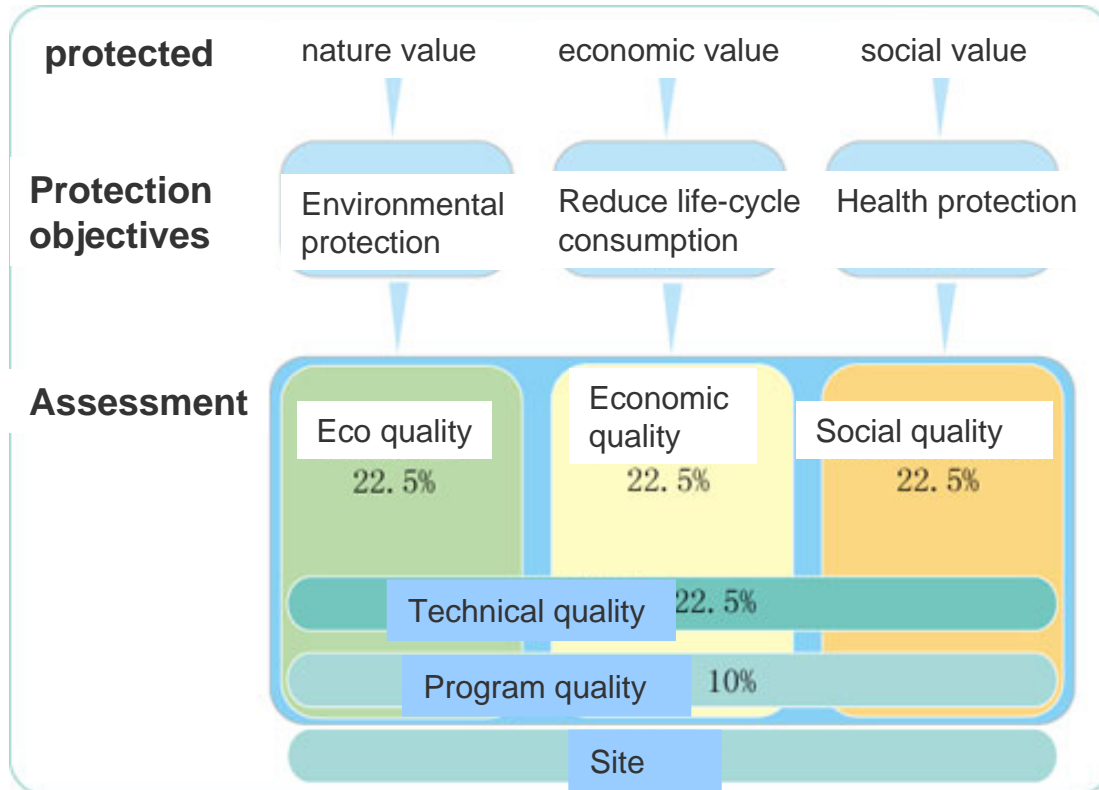 protected
nature value
economic value
social value
Protection
objectives
Environmental
protection
Reduce life-cycle
consumption
Health protection
Assessment
Eco quality
22.5%
Economic
quality
22.5%
Social quality
22.5%
Technical quality
22.5%
Program quality
10%
Site